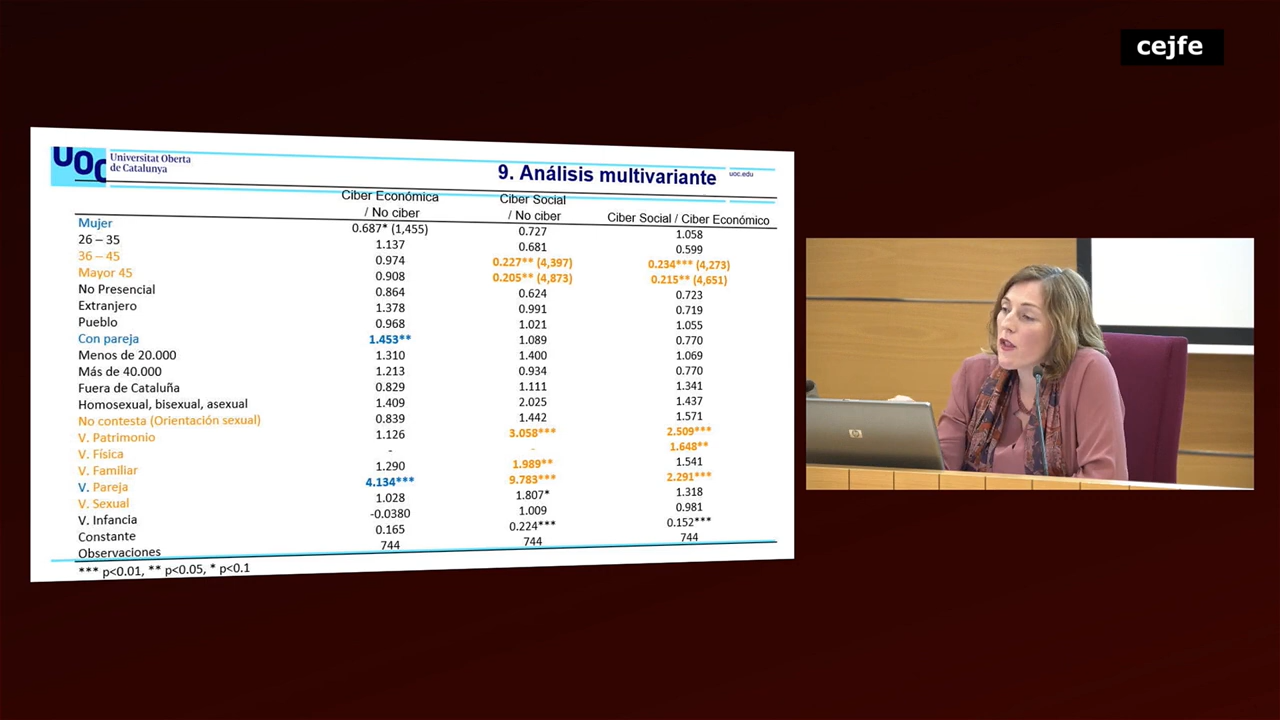 cejfe
UOC
Universitat Oberta
de Catalunya
9. Análisis multivariante
uoc.edu
Ciber Económica
/ No ciber
Ciber Social
/ No ciber
Ciber Social / Ciber Económico
Mujer 0.687* (1,455) 0.727 1.058
26 – 35 1.137 0.681 0.599
36 – 45 0.974 0.227** (4,397) 0.234*** (4,273)
Mayor 45 0.908 0.205** (4,873) 0.215** (4,651)
No Presencial 0.864 0.624 0.723
Extranjero 1.378 0.991 0.719
Pueblo 0.968 1.021 1.055
Con pareja 1.453** 1.089 0.770
Menos de 20.000 1.310 1.400 1.069
Más de 40.000 1.213 0.934 0.770
Fuera de Cataluña 0.829 1.111 1.341
Homosexual, bisexual, asexual 1.409 2.025 1.437
No contesta (Orientación sexual) 0.839 1.442 1.571
V. Patrimonio 1.126 3.058*** 2.509***
V. Física - - 1.648**
V. Familiar 1.290 1.989** 1.541
V. Pareja 4.134*** 9.783*** 2.291***
V. Sexual 1.028 1.807* 1.318
V. Infancia -0.0380 1.009 0.981
Constante 0.165 0.224*** 0.152***
Observaciones 744 744 744
*** p<0.01, ** p<0.05, * p<0.1
hp